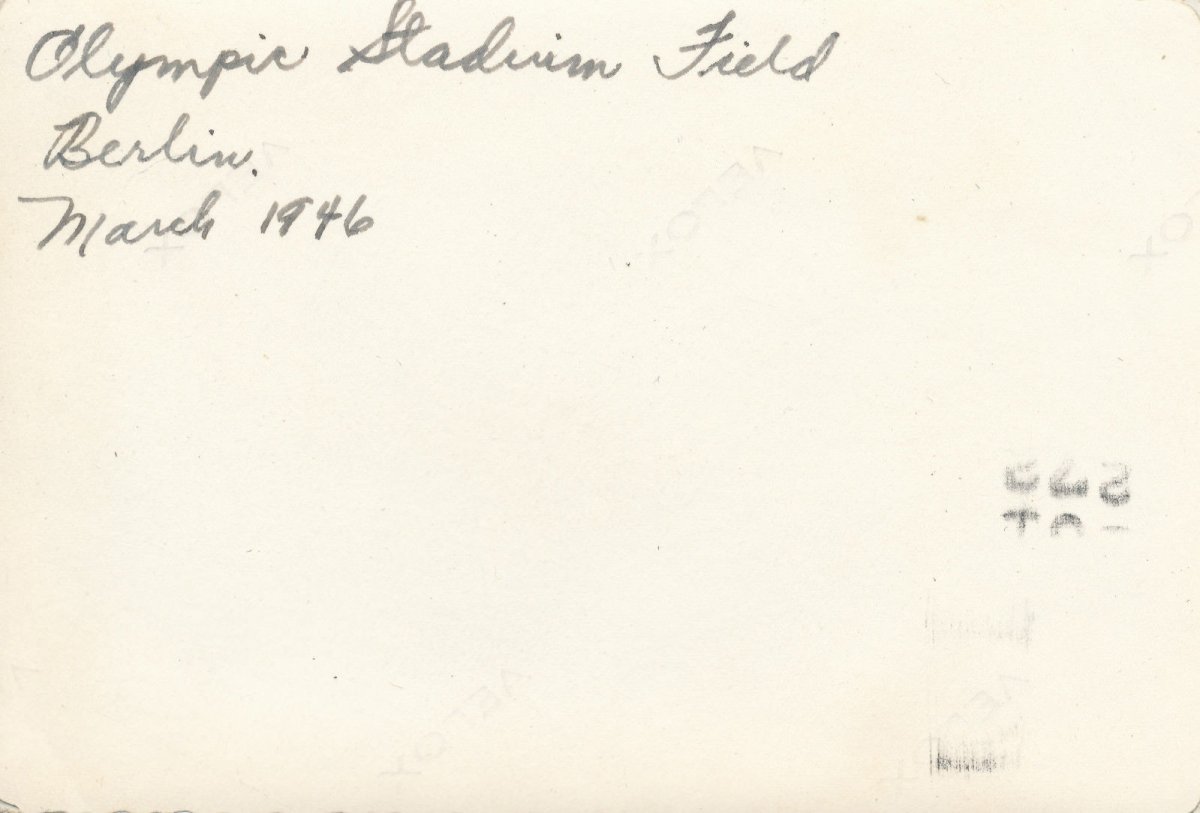 Olympic Stadium Field
Berlin.
March 1946